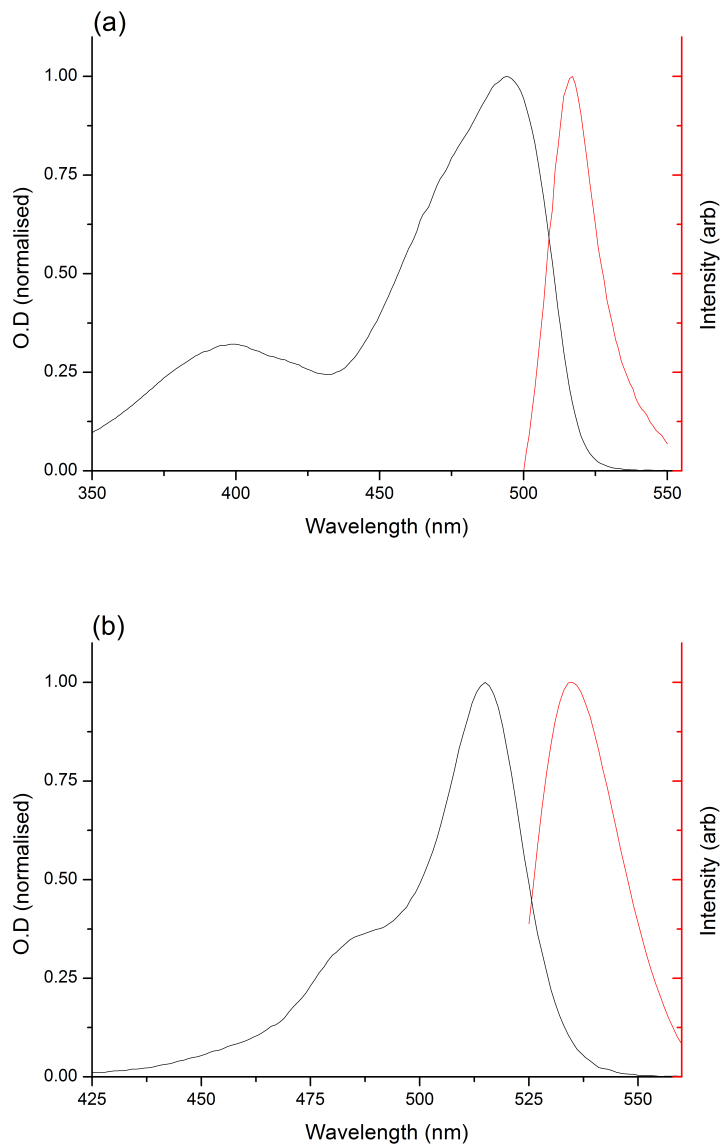 (a)
1.00
0.75
0.50
0.25
0.00
O.D (normalised)
Intensity (arb)
350 400 450 500 550
Wavelength (nm)
(b)
1.00
0.75
0.50
0.25
0.00
O.D (normalised)
Intensity (arb)
425 450 475 500 525 550
Wavelength (nm)